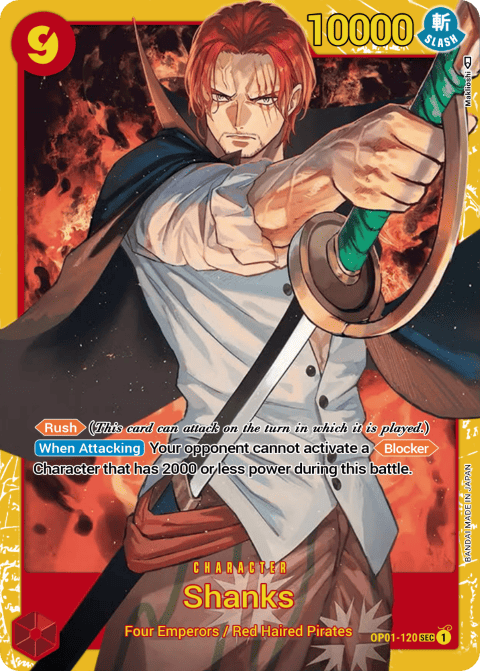 9
10000
斬
SLASH
Makitoshi
Rush (This card can attack on the turn in which it is played.)
When Attacking Your opponent cannot activate a Blocker
Character that has 2000 or less power during this battle.
BANDAI MADE IN JAPAN
CHARACTER
Shanks
Four Emperors / Red Haired Pirates
OP01-120 SEC 1